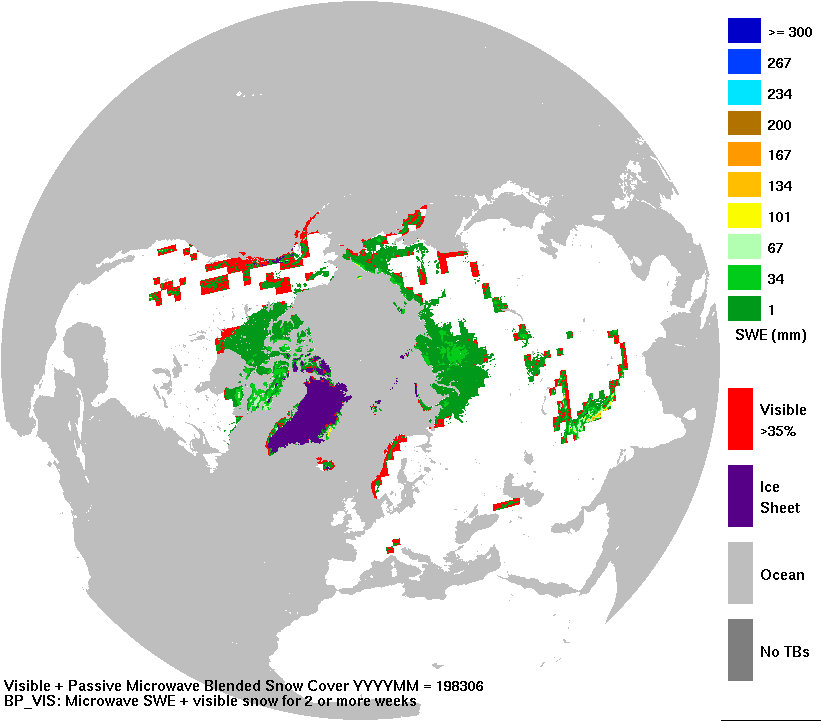 >= 300
267
234
200
167
134
101
67
34
1
SWE (mm)
Visible
>35%
Ice
Sheet
Ocean
No TBs
Visible + Passive Microwave Blended Snow Cover YYYYMM = 198306
BP_VIS: Microwave SWE + visible snow for 2 or more weeks